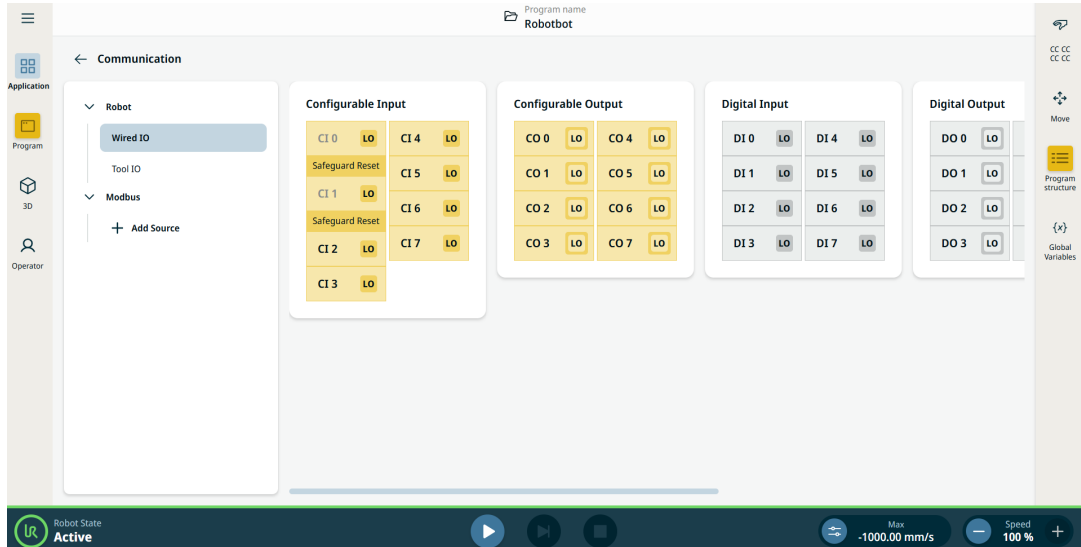 Program name
Robotbot
Communication
Application
Program
3D
Operator
Robot
Wired IO
Tool IO
Modbus
Add Source
Configurable Input
CI 0 LO CI 4 LO
Safeguard Reset
CI 5 LO
CI 1 LO
CI 6 LO
Safeguard Reset
CI 2 LO
CI 7 LO
CI 3 LO
Configurable Output
CO 0 LO CO 4 LO
CO 1 LO CO 5 LO
CO 2 LO CO 6 LO
CO 3 LO CO 7 LO
Digital Input
DI 0 LO DI 4 LO
DI 1 LO DI 5 LO
DI 2 LO DI 6 LO
DI 3 LO DI 7 LO
Digital Output
DO 0 LO
DO 1 LO
DO 2 LO
DO 3 LO
CC CC
CC CC
Move
Program
structure
{x}
Global
Variables
Robot State
Active
Max
-1000.00 mm/s
Speed
100 %